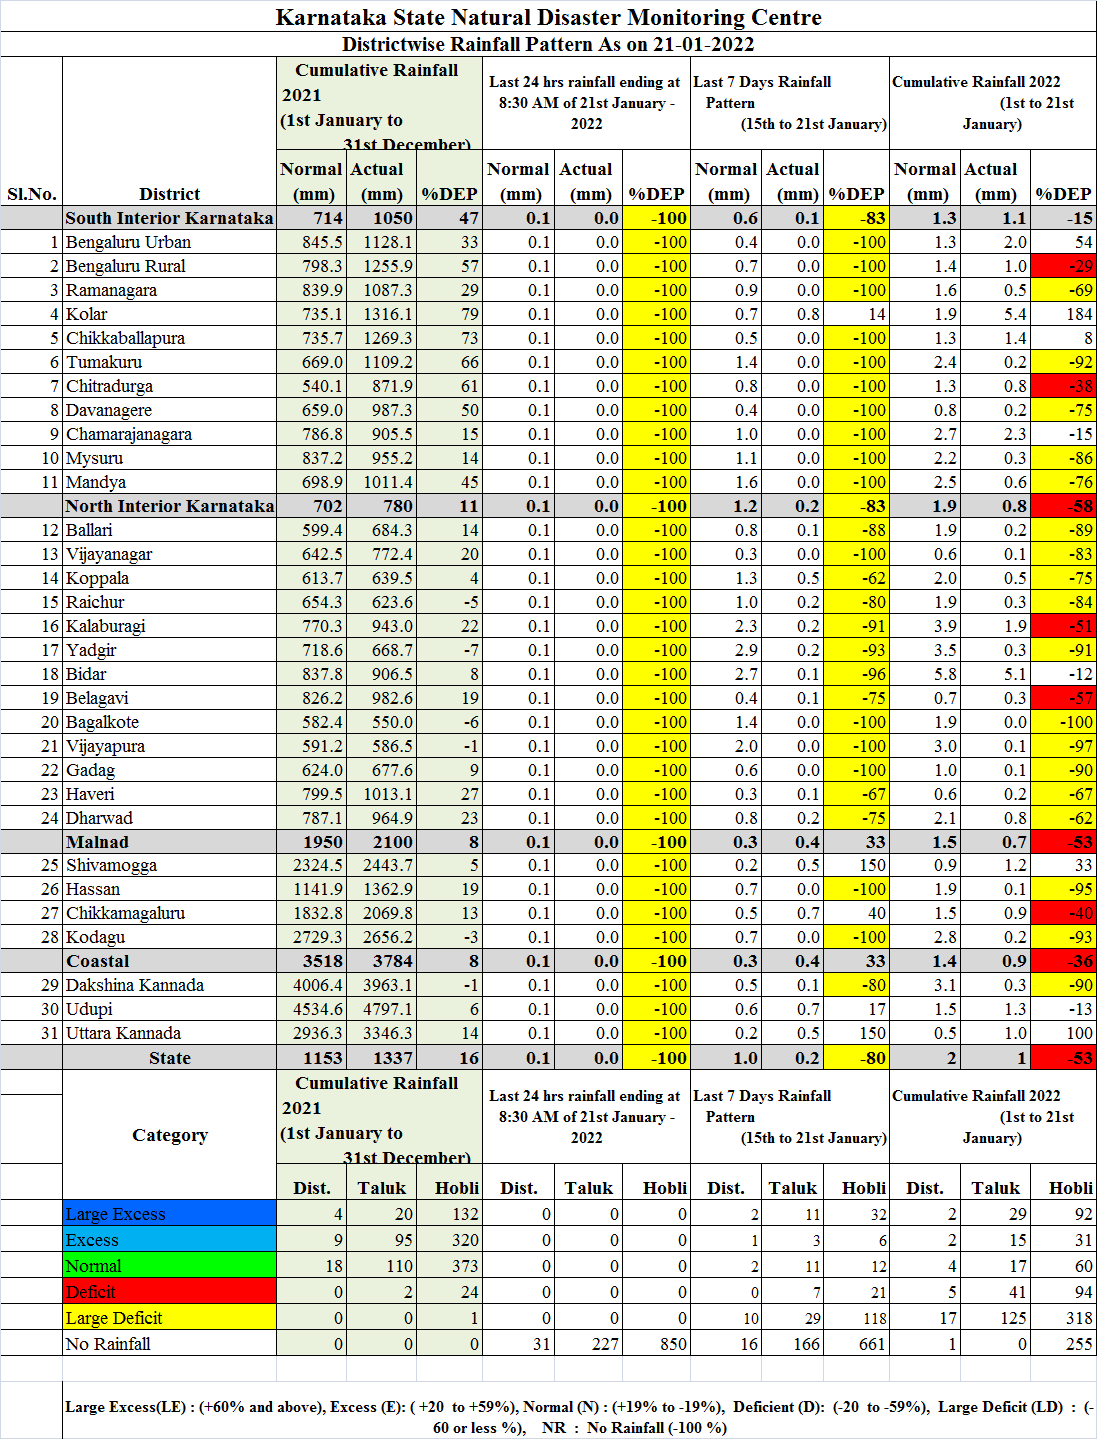 Karnataka State Natural Disaster Monitoring Centre
Districtwise Rainfall Pattern As on 21-01-2022
Sl.No. District Cumulative Rainfall 2021 (1st January to 31st December) Last 24 hrs rainfall ending at 8:30 AM of 21st January - 2022 Last 7 Days Rainfall Pattern (15th to 21st January) Cumulative Rainfall 2022 (1st to 21st January)
Normal (mm) Actual (mm) %DEP Normal (mm) Actual (mm) %DEP Normal (mm) Actual (mm) %DEP Normal (mm) Actual (mm) %DEP
South Interior Karnataka 714 1050 47 0.1 0.0 -100 0.6 0.1 -83 1.3 1.1 -15
1 Bengaluru Urban 845.5 1128.1 33 0.1 0.0 -100 0.4 0.0 -100 1.3 2.0 54
2 Bengaluru Rural 798.3 1255.9 57 0.1 0.0 -100 0.7 0.0 -100 1.4 1.0 -29
3 Ramanagara 839.9 1087.3 29 0.1 0.0 -100 0.9 0.0 -100 1.6 0.5 -69
4 Kolar 735.1 1316.1 79 0.1 0.0 -100 0.7 0.8 14 1.9 5.4 184
5 Chikkaballapura 735.7 1269.3 73 0.1 0.0 -100 0.5 0.0 -100 1.3 1.4 8
6 Tumakuru 669.0 1109.2 66 0.1 0.0 -100 1.4 0.0 -100 2.4 0.2 -92
7 Chitradurga 540.1 871.9 61 0.1 0.0 -100 0.8 0.0 -100 1.3 0.8 -38
8 Davanagere 659.0 987.3 50 0.1 0.0 -100 0.4 0.0 -100 0.8 0.2 -75
9 Chamarajanagara 786.8 905.5 15 0.1 0.0 -100 1.0 0.0 -100 2.7 2.3 -15
10 Mysuru 837.2 955.2 14 0.1 0.0 -100 1.1 0.0 -100 2.2 0.3 -86
11 Mandya 698.9 1011.4 45 0.1 0.0 -100 1.6 0.0 -100 2.5 0.6 -76
North Interior Karnataka 702 780 11 0.1 0.0 -100 1.2 0.2 -83 1.9 0.8 -58
12 Ballari 599.4 684.3 14 0.1 0.0 -100 0.8 0.1 -88 1.9 0.2 -89
13 Vijayanagar 642.5 772.4 20 0.1 0.0 -100 0.3 0.0 -100 0.6 0.1 -83
14 Koppala 613.7 639.5 4 0.1 0.0 -100 1.3 0.5 -62 2.0 0.5 -75
15 Raichur 654.3 623.6 -5 0.1 0.0 -100 1.0 0.2 -80 1.9 0.3 -84
16 Kalaburagi 770.3 943.0 22 0.1 0.0 -100 2.3 0.2 -91 3.9 1.9 -51
17 Yadgir 718.6 668.7 -7 0.1 0.0 -100 2.9 0.2 -93 3.5 0.3 -91
18 Bidar 837.8 906.5 8 0.1 0.0 -100 2.7 0.1 -96 5.8 5.1 -12
19 Belagavi 826.2 982.6 19 0.1 0.0 -100 0.4 0.1 -75 0.7 0.3 -57
20 Bagalkote 582.4 550.0 -6 0.1 0.0 -100 1.4 0.0 -100 1.9 0.0 -100
21 Vijayapura 591.2 586.5 -1 0.1 0.0 -100 2.0 0.0 -100 3.0 0.1 -97
22 Gadag 624.0 677.6 9 0.1 0.0 -100 0.6 0.0 -100 1.0 0.1 -90
23 Haveri 799.5 1013.1 27 0.1 0.0 -100 0.3 0.1 -67 0.6 0.2 -67
24 Dharwad 787.1 964.9 23 0.1 0.0 -100 0.8 0.2 -75 2.1 0.8 -62
Malnad 1950 2100 8 0.1 0.0 -100 0.3 0.4 33 1.5 0.7 -53
25 Shivamogga 2324.5 2443.7 5 0.1 0.0 -100 0.2 0.5 150 0.9 1.2 33
26 Hassan 1141.9 1362.9 19 0.1 0.0 -100 0.7 0.0 -100 1.9 0.1 -95
27 Chikkamagaluru 1832.8 2069.8 13 0.1 0.0 -100 0.5 0.7 40 1.5 0.9 -40
28 Kodagu 2729.3 2656.2 -3 0.1 0.0 -100 0.7 0.0 -100 2.8 0.2 -93
Coastal 3518 3784 8 0.1 0.0 -100 0.3 0.4 33 1.4 0.9 -36
29 Dakshina Kannada 4006.4 3963.1 -1 0.1 0.0 -100 0.5 0.1 -80 3.1 0.3 -90
30 Udupi 4534.6 4797.1 6 0.1 0.0 -100 0.6 0.7 17 1.5 1.3 -13
31 Uttara Kannada 2936.3 3346.3 14 0.1 0.0 -100 0.2 0.5 150 0.5 1.0 100
State 1153 1337 16 0.1 0.0 -100 1.0 0.2 -80 2 1 -53
Category Cumulative Rainfall 2021 (1st January to 31st December) Last 24 hrs rainfall ending at 8:30 AM of 21st January - 2022 Last 7 Days Rainfall Pattern (15th to 21st January) Cumulative Rainfall 2022 (1st to 21st January)
Dist. Taluk Hobli Dist. Taluk Hobli Dist. Taluk Hobli Dist. Taluk Hobli
Large Excess 4 20 132 0 0 0 2 11 32 2 29 92
Excess 9 95 320 0 0 0 1 3 6 2 15 31
Normal 18 110 373 0 0 0 2 11 12 4 17 60
Deficit 0 2 24 0 0 0 0 7 21 5 41 94
Large Deficit 0 0 1 0 0 0 10 29 118 17 125 318
No Rainfall 0 0 0 31 227 850 16 166 661 1 0 255
Large Excess(LE) : (+60% and above), Excess (E): ( +20 to +59%), Normal (N) : (+19% to -19%), Deficient (D): (-20 to -59%), Large Deficit (LD) : (-
60 or less %), NR : No Rainfall (-100 %)